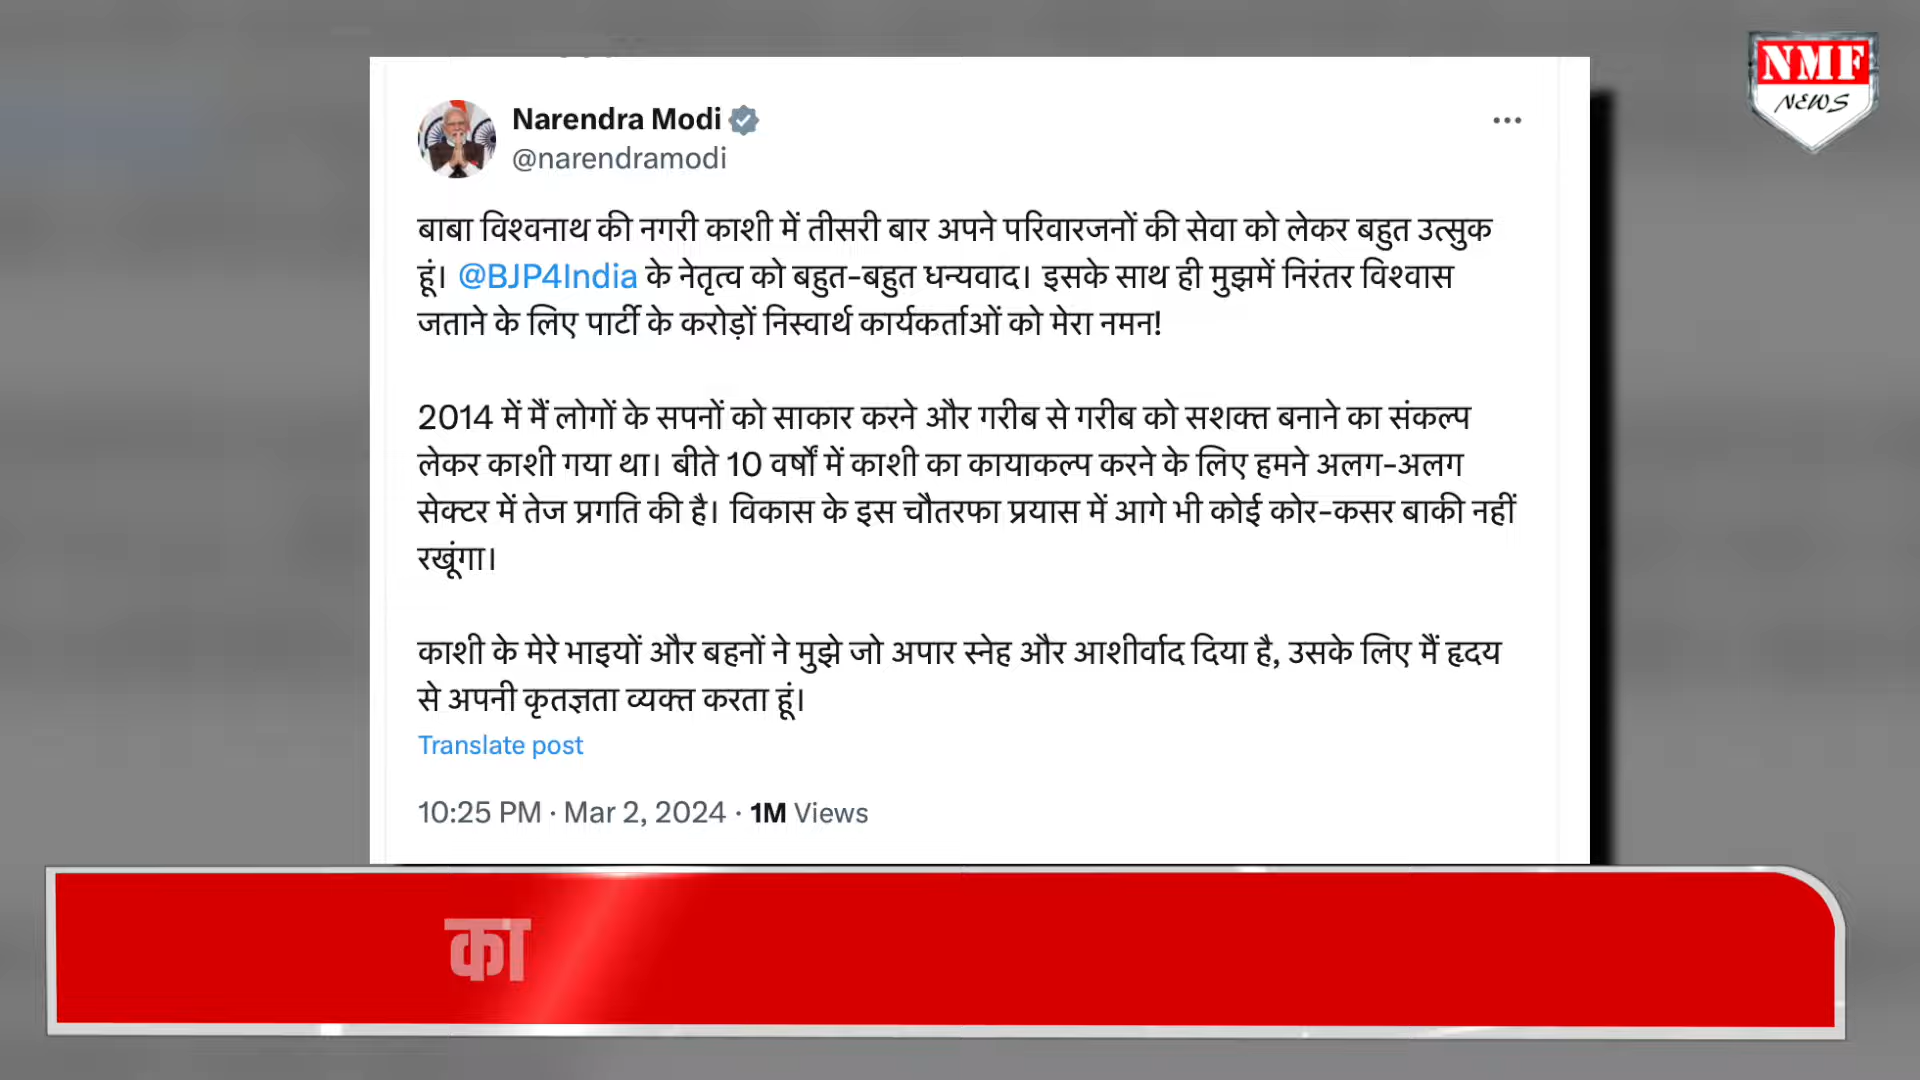 NMF
NEWS
Narendra Modi
@narendramodi
बाबा विश्वनाथ की नगरी काशी में तीसरी बार अपने परिवारजनों की सेवा को लेकर बहुत उत्सुक
हूं। @BJP4India के नेतृत्व को बहुत-बहुत धन्यवाद। इसके साथ ही मुझमें निरंतर विश्वास
जताने के लिए पार्टी के करोड़ों निस्वार्थ कार्यकर्ताओं को मेरा नमन!
2014 में मैं लोगों के सपनों को साकार करने और गरीब से गरीब को सशक्त बनाने का संकल्प
लेकर काशी गया था। बीते 10 वर्षों में काशी का कायाकल्प करने के लिए हमने अलग-अलग
सेक्टर में तेज प्रगति की है। विकास के इस चौतरफा प्रयास में आगे भी कोई कोर-कसर बाकी नहीं
रखूंगा।
काशी के मेरे भाइयों और बहनों ने मुझे जो अपार स्नेह और आशीर्वाद दिया है, उसके लिए मैं हृदय
से अपनी कृतज्ञता व्यक्त करता हूं।
Translate post
10:25 PM · Mar 2, 2024 · 1M Views
का